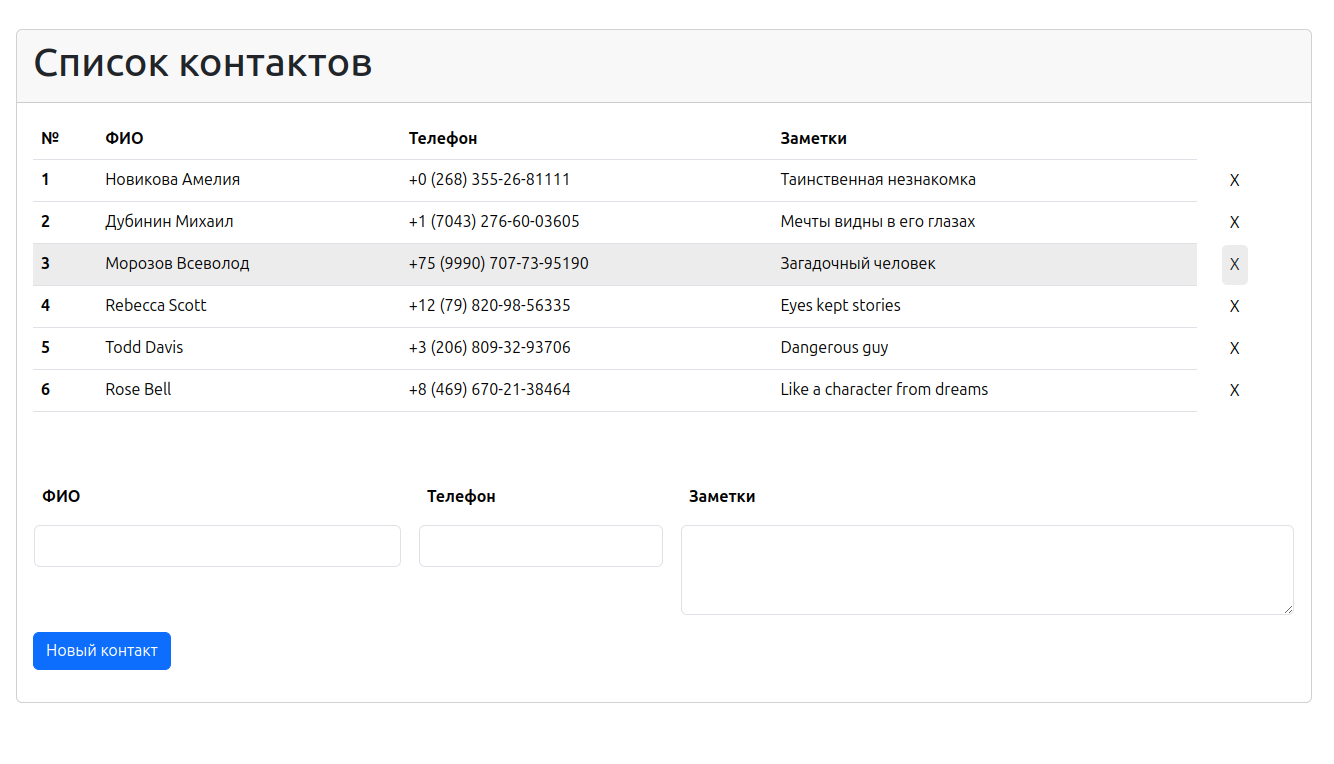 Список контактов
№ ФИО Телефон Заметки
1 Новикова Амелия +0 (268) 355-26-81111 Таинственная незнакомка X
2 Дубинин Михаил +1 (7043) 276-60-03605 Мечты видны в его глазах X
3 Морозов Всеволод +75 (9990) 707-73-95190 Загадочный человек X
4 Rebecca Scott +12 (79) 820-98-56335 Eyes kept stories X
5 Todd Davis +3 (206) 809-32-93706 Dangerous guy X
6 Rose Bell +8 (469) 670-21-38464 Like a character from dreams X
ФИО Телефон Заметки
Новый контакт